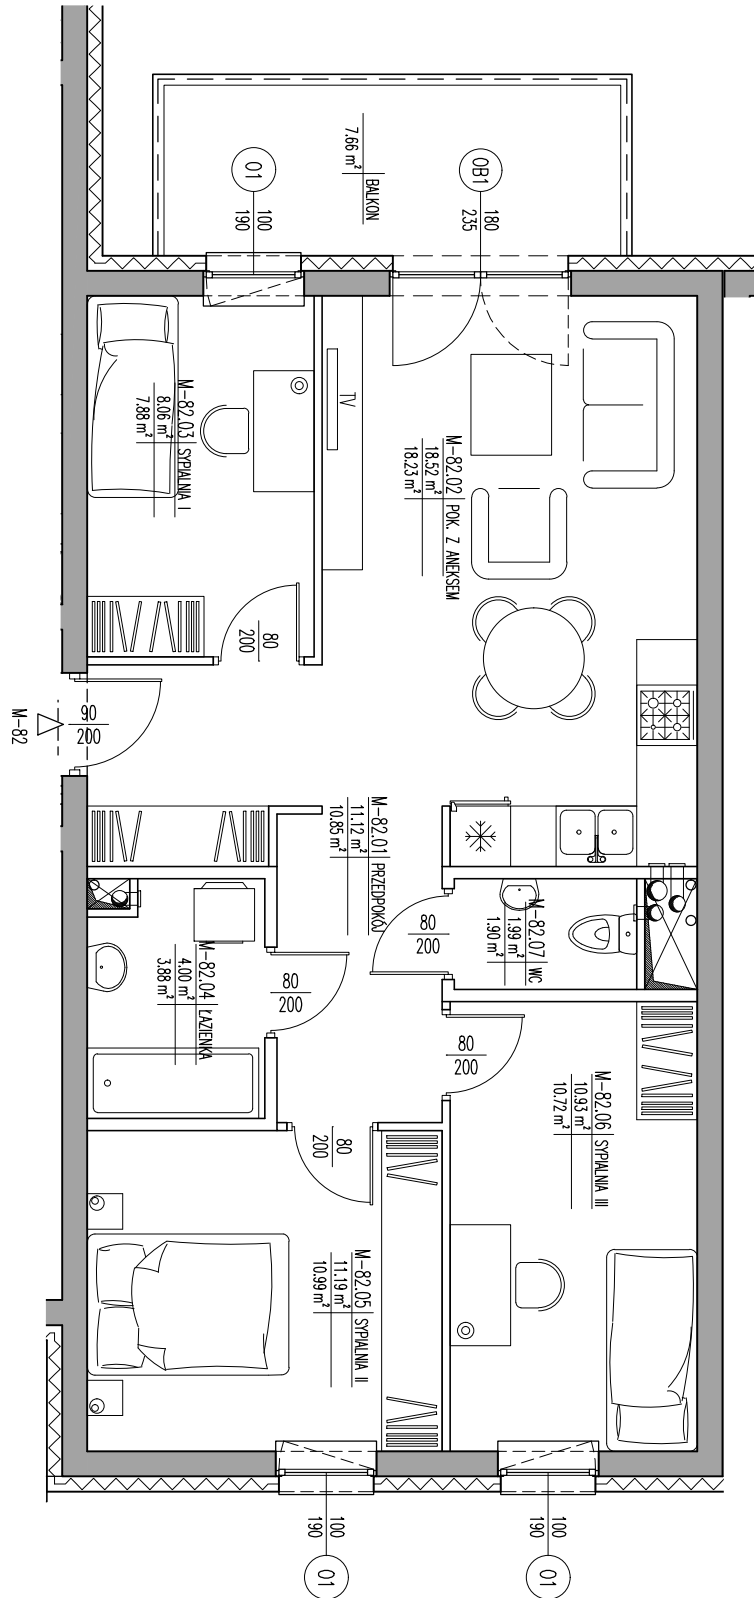 BALKON
7.66 m²
O1
100
190
OB1
180
235
M-82.03 SYPIALNIA I
8.06 m²
7.88 m²
TV
M-82.02 POK. Z ANEKSEM
18.52 m²
18.23 m²
80
200
90
200
M-82
M-82.01 PRZEDPOKÓJ
11.12 m²
10.85 m²
80
200
M-82.07 WC
1.99 m²
1.90 m²
M-82.04 ŁAZIENKA
4.00 m²
3.88 m²
80
200
80
200
80
200
M-82.06 SYPIALNIA III
10.93 m²
10.72 m²
M-82.05 SYPIALNIA II
11.19 m²
10.99 m²
100
190
O1
100
190
O1